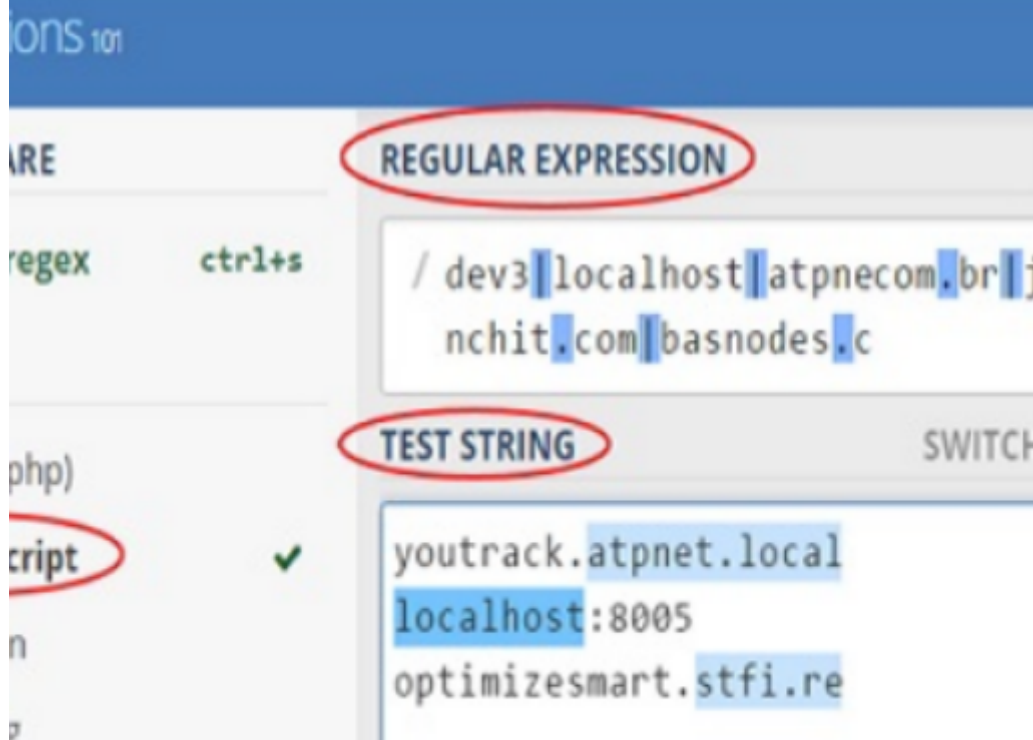 ions 101
ARE
REGULAR EXPRESSION
regex ctrl+s
/ dev3|localhost|atpnecom.br|j
nchit.com|basnodes.c
TEST STRING
SWITCH
php)
cript
youtrack.atpnet.local
localhost:8005
n
optimizesmart.stfi.re